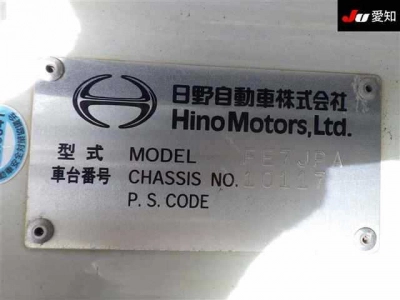 JU 愛知
日野自動車株式会社
Hino Motors, Ltd.
型式 MODEL
車台番号 CHASSIS NO.
P. S. CODE